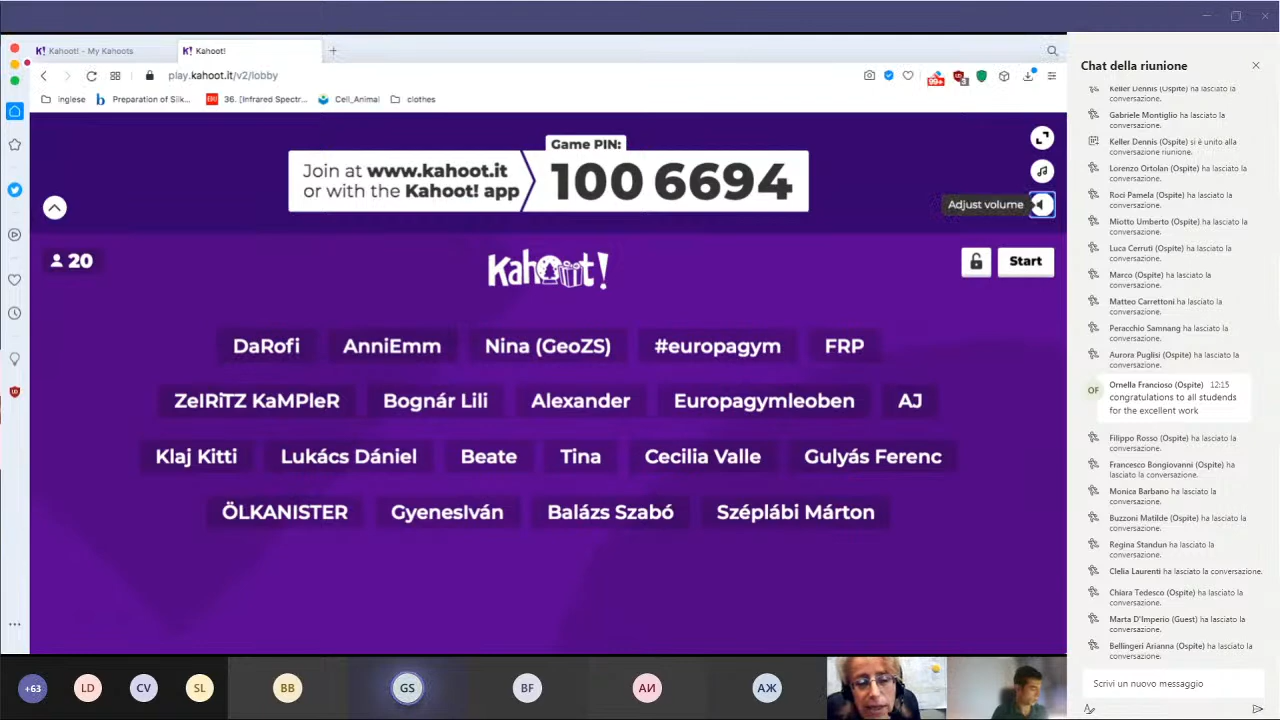 Kahoot! - My Kahoots
Kahoot!
play.kahoot.it/v2/lobby
99+
3
inglese
Preparation of Silk...
36. [Infrared Spectr...
Cell_Animal
clothes
Game PIN:
Join at www.kahoot.it
or with the Kahoot! app
100 6694
Adjust volume
20
Kahoot!
Start
DaRofi
AnniEmm
Nina (GeoZS)
#europagym
FRP
ZeIRiTZ KaMPleR
Bognár Lili
Alexander
Europagymleoben
AJ
Klaj Kitti
Lukács Dániel
Beate
Tina
Cecilia Valle
Gulyás Ferenc
ÖLKANISTER
GyenesIván
Balázs Szabó
Széplábi Márton
+63
LD
CV
SL
BB
GS
BF
АИ
АЖ
Chat della riunione
Keller Dennis (Ospite) ha lasciato la
conversazione.
Gabriele Montiglio ha lasciato la
conversazione.
Keller Dennis (Ospite) si è unito alla
conversazione riunione.
Lorenzo Ortolan (Ospite) ha lasciato la
conversazione.
Roci Pamela (Ospite) ha lasciato la
conversazione.
Miotto Umberto (Ospite) ha lasciato la
conversazione.
Luca Cerruti (Ospite) ha lasciato la
conversazione.
Marco (Ospite) ha lasciato la
conversazione.
Matteo Carrettoni ha lasciato la
conversazione.
Peracchio Samnang ha lasciato la
conversazione.
Aurora Puglisi (Ospite) ha lasciato la
conversazione.
OF
Ornella Francioso (Ospite) 12:15
congratulations to all studends
for the excellent work
Filippo Rosso (Ospite) ha lasciato la
conversazione.
Francesco Bongiovanni (Ospite) ha
lasciato la conversazione.
Monica Barbano ha lasciato la
conversazione.
Buzzoni Matilde (Ospite) ha lasciato la
conversazione.
Regina Standun ha lasciato la
conversazione.
Clelia Laurenti ha lasciato la conversazione.
Chiara Tedesco (Ospite) ha lasciato la
conversazione.
Marta D'Imperio (Guest) ha lasciato la
conversazione.
Bellingeri Arianna (Ospite) ha lasciato la
conversazione.
Scrivi un nuovo messaggio